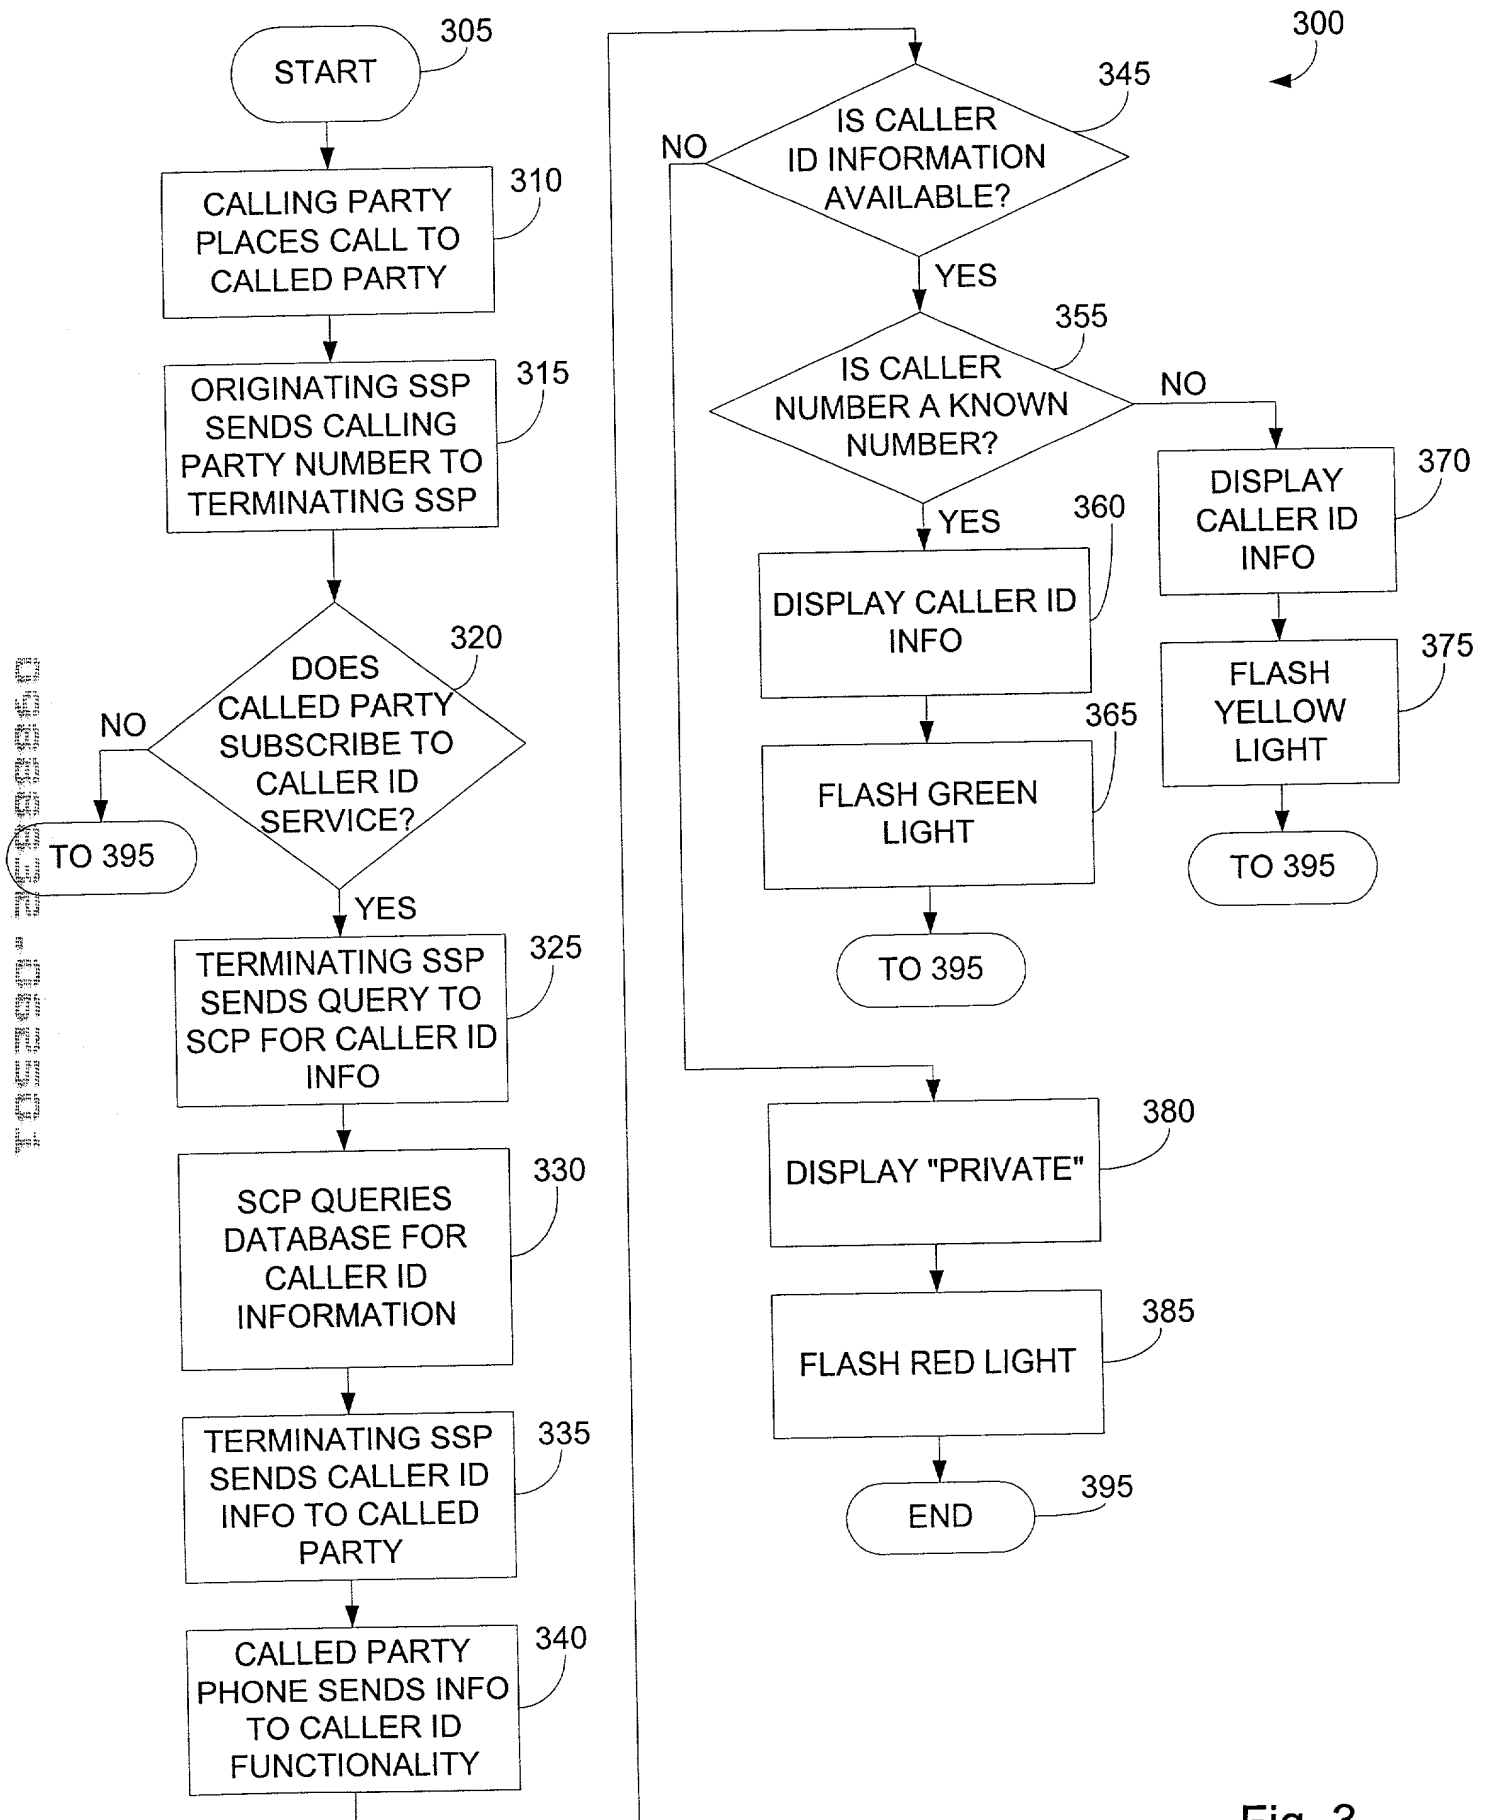 305
START
310
CALLING PARTY
PLACES CALL TO
CALLED PARTY
315
ORIGINATING SSP
SENDS CALLING
PARTY NUMBER TO
TERMINATING SSP
320
DOES
CALLED PARTY
SUBSCRIBE TO
CALLER ID
SERVICE?
NO
TO 395
YES
325
TERMINATING SSP
SENDS QUERY TO
SCP FOR CALLER ID
INFO
330
SCP QUERIES
DATABASE FOR
CALLER ID
INFORMATION
335
TERMINATING SSP
SENDS CALLER ID
INFO TO CALLED
PARTY
340
CALLED PARTY
PHONE SENDS INFO
TO CALLER ID
FUNCTIONALITY
300
345
IS CALLER
ID INFORMATION
AVAILABLE?
NO
YES
355
IS CALLER
NUMBER A KNOWN
NUMBER?
NO
YES
360
DISPLAY CALLER ID
INFO
365
FLASH GREEN
LIGHT
TO 395
370
DISPLAY
CALLER ID
INFO
375
FLASH
YELLOW
LIGHT
TO 395
380
DISPLAY "PRIVATE"
385
FLASH RED LIGHT
395
END
Fig. 3